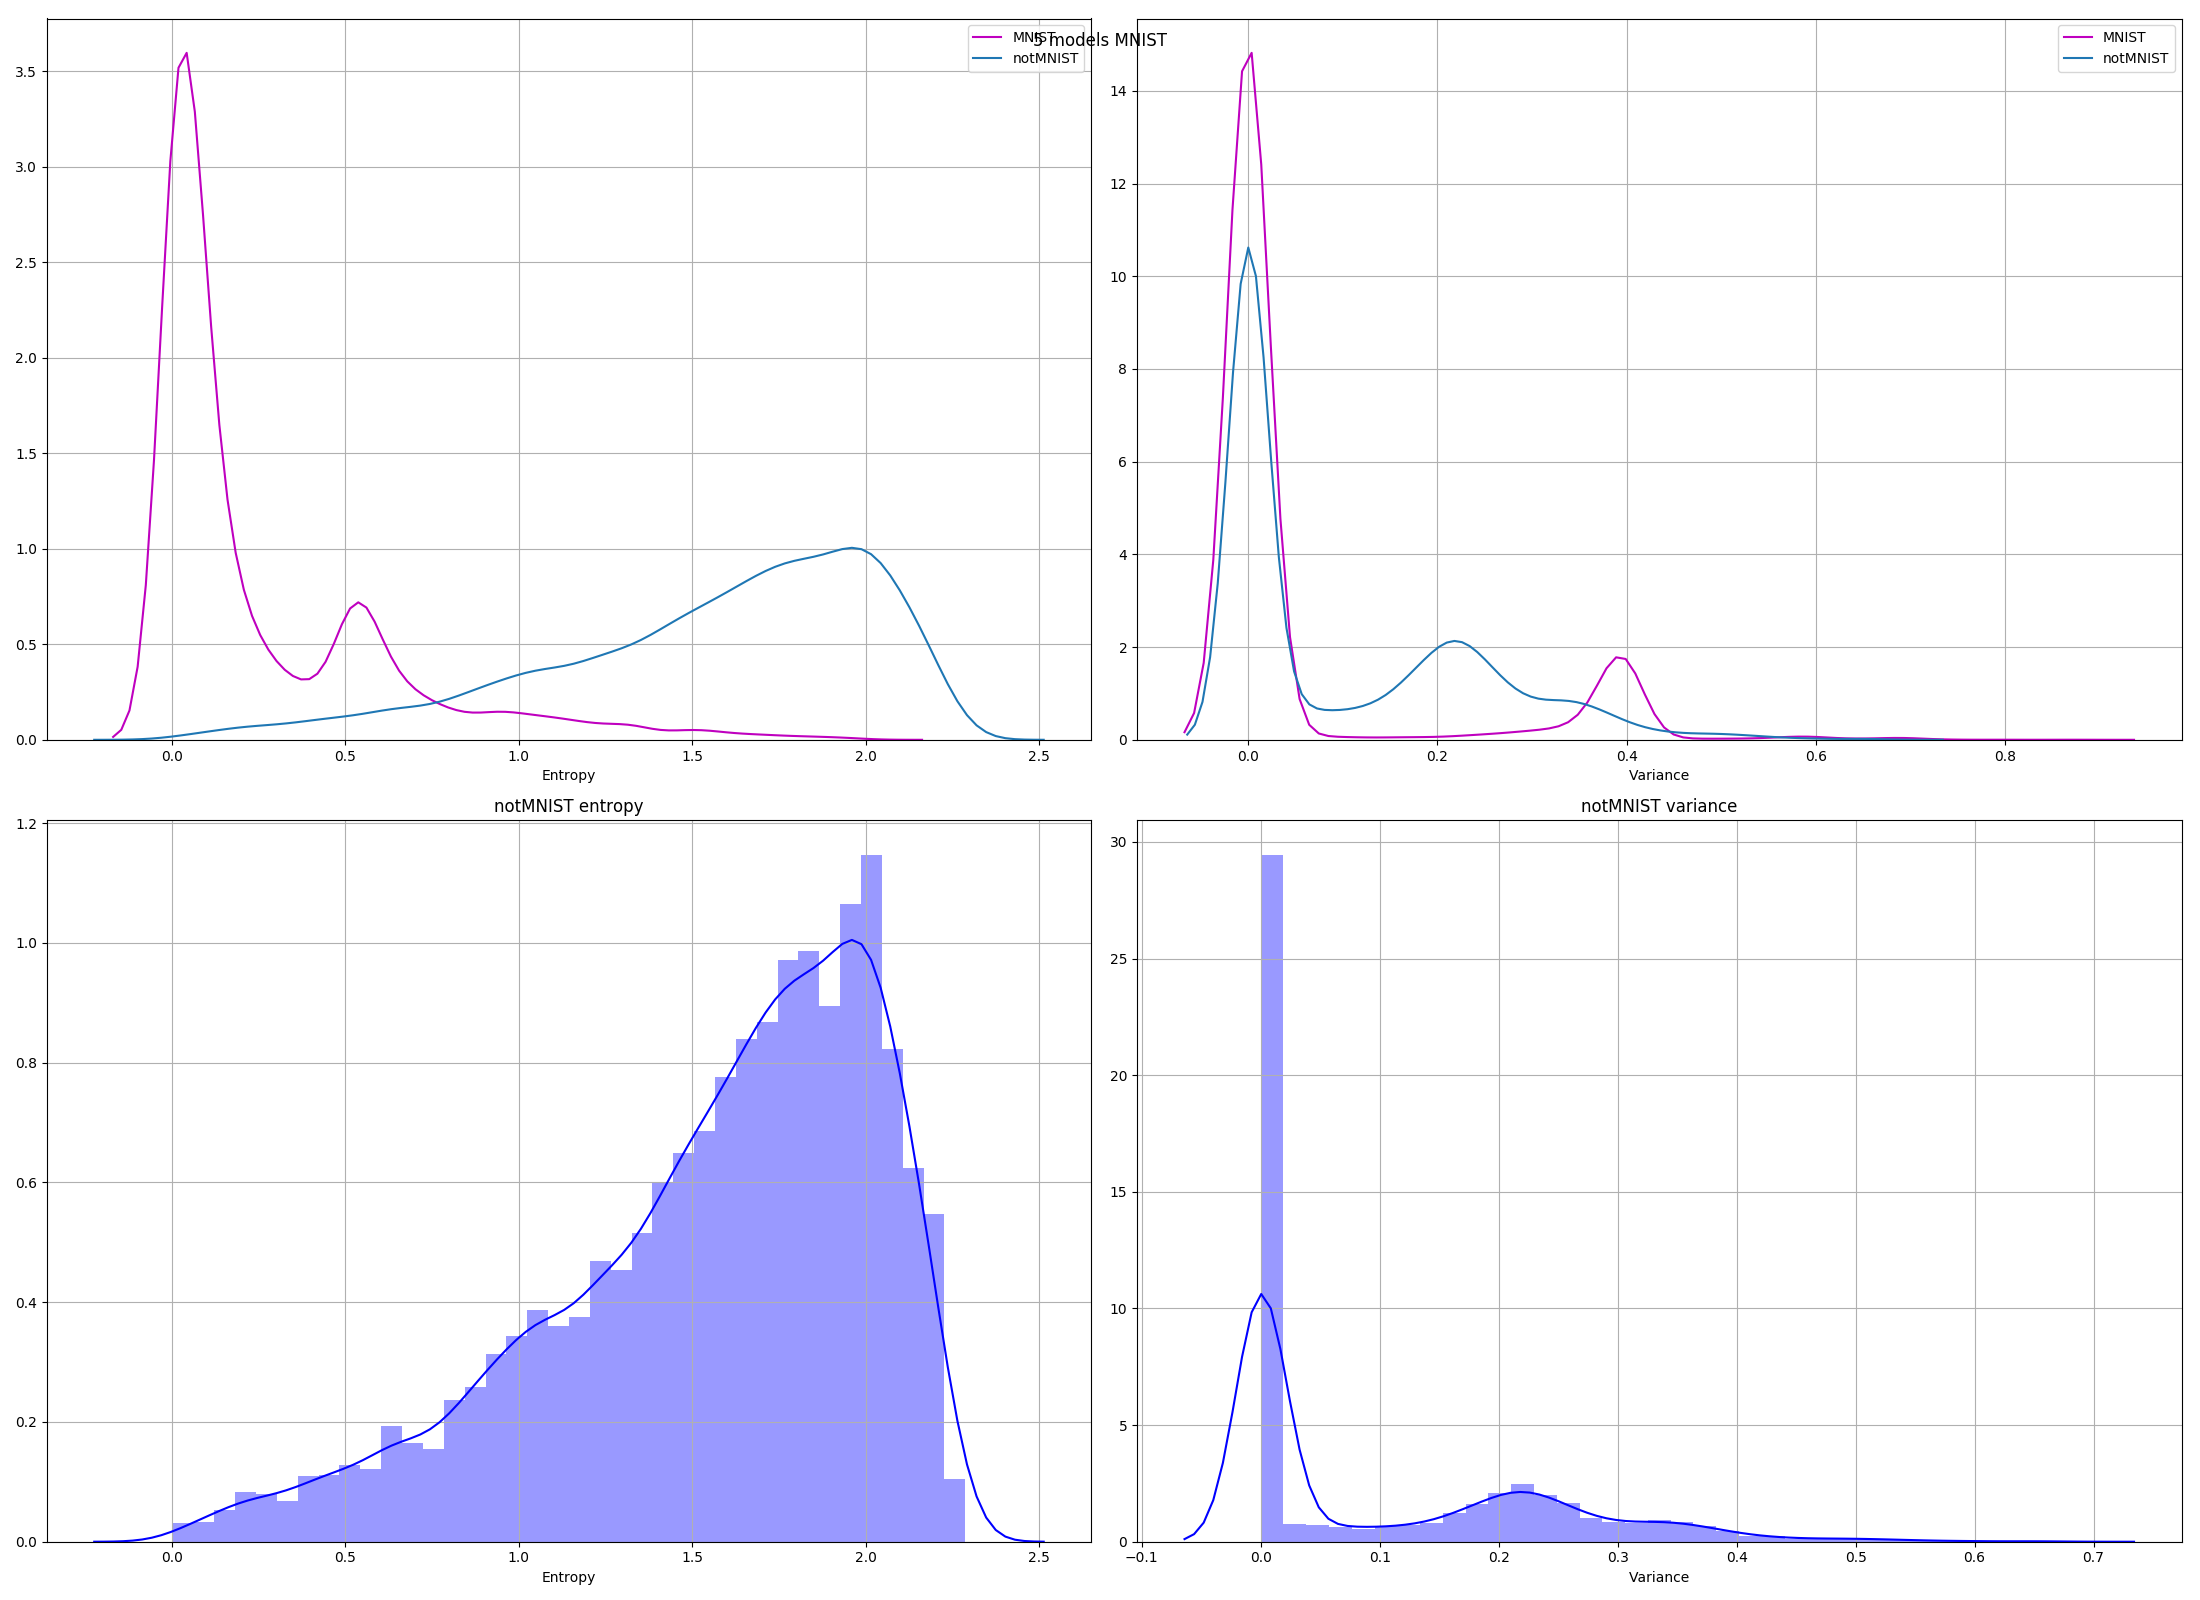 5 models MNIST
MNIST
notMNIST
3.5
3.0
2.5
2.0
1.5
1.0
0.5
0.0
0.0 0.5 1.0 1.5 2.0 2.5
Entropy
MNIST
notMNIST
14
12
10
8
6
4
2
0
0.0 0.2 0.4 0.6 0.8
Variance
notMNIST entropy
1.2
1.0
0.8
0.6
0.4
0.2
0.0
0.0 0.5 1.0 1.5 2.0 2.5
Entropy
notMNIST variance
30
25
20
15
10
5
0
−0.1 0.0 0.1 0.2 0.3 0.4 0.5 0.6 0.7
Variance